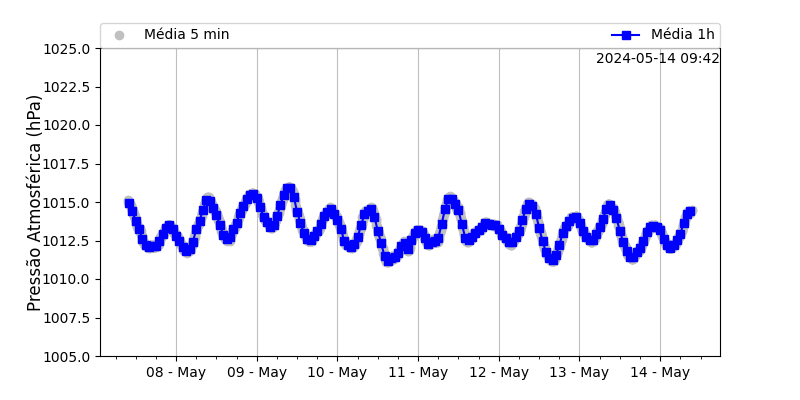 Média 5 min
Média 1h
2024-05-14 09:42
Pressão Atmosférica (hPa)
1025.0
1022.5
1020.0
1017.5
1015.0
1012.5
1010.0
1007.5
1005.0
08 - May
09 - May
10 - May
11 - May
12 - May
13 - May
14 - May